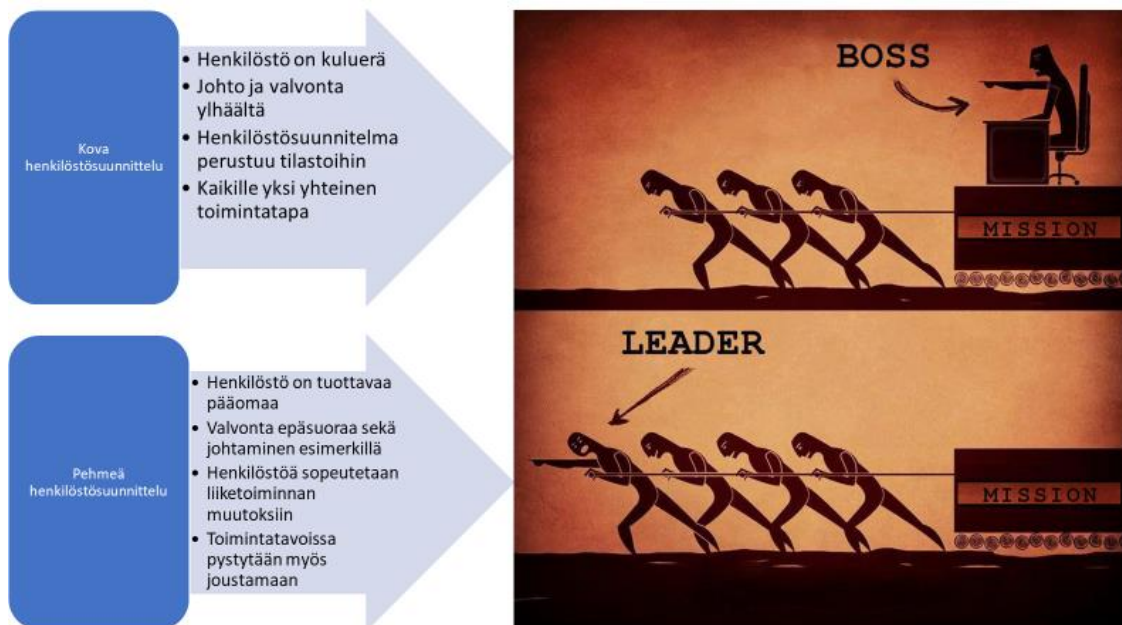 Kova
henkilöstösuunnittelu
• Henkilöstö on kuluerä
• Johto ja valvonta
ylhäältä
• Henkilöstösuunnitelma
perustuu tilastoihin
• Kaikille yksi yhteinen
toimintatapa
BOSS
MISSION
Pehmeä
henkilöstösuunnittelu
• Henkilöstö on tuottavaa
pääomaa
• Valvonta epäsuoraa sekä
johtaminen esimerkillä
• Henkilöstöä sopeutetaan
liiketoiminnan
muutoksiin
• Toimintatavoissa
pystytään myös
joustamaan
LEADER
MISSION